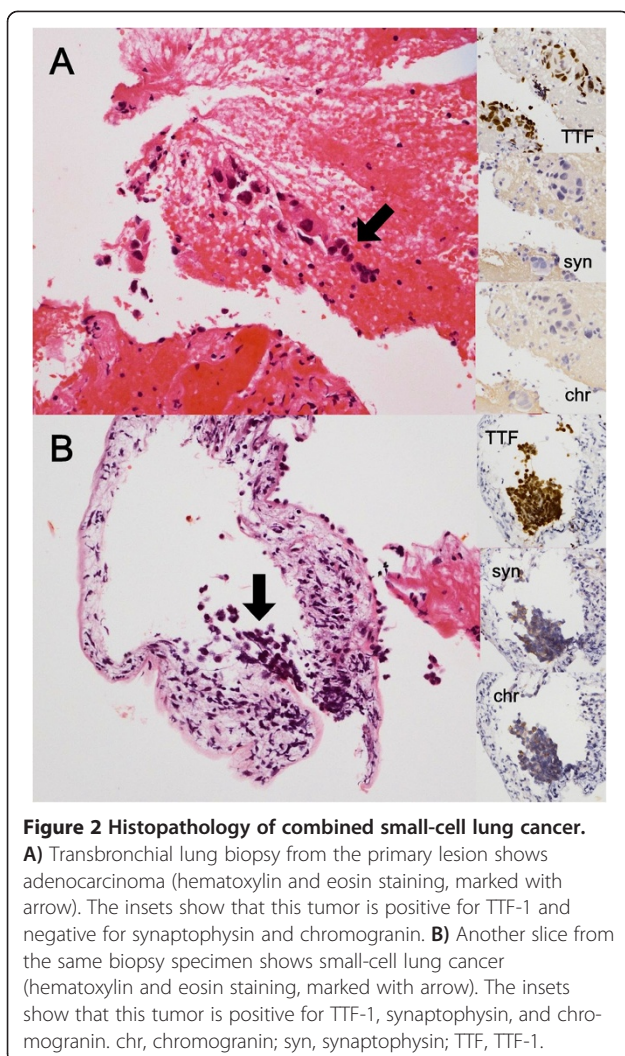 A
TTF
syn
chr
B
TTF
syn
chr
Figure 2 Histopathology of combined small-cell lung cancer.
A) Transbronchial lung biopsy from the primary lesion shows
adenocarcinoma (hematoxylin and eosin staining, marked with
arrow). The insets show that this tumor is positive for TTF-1 and
negative for synaptophysin and chromogranin. B) Another slice from
the same biopsy specimen shows small-cell lung cancer
(hematoxylin and eosin staining, marked with arrow). The insets
show that this tumor is positive for TTF-1, synaptophysin, and chro-
mogranin. chr, chromogranin; syn, synaptophysin; TTF, TTF-1.